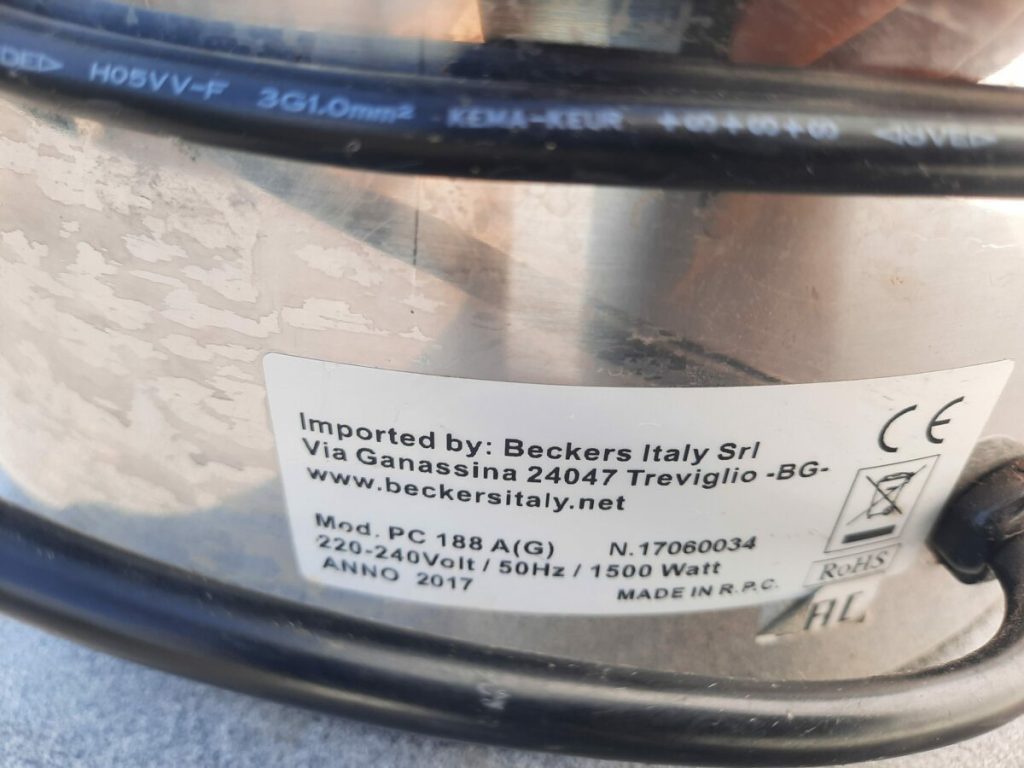 H05VV-F 3G1.0mm² KEMA-KEUR
Imported by: Beckers Italy Srl
Via Ganassina 24047 Treviglio -BG-
www.beckersitaly.net
Mod. PC 188 A(G) N.17060034
220-240Volt / 50Hz / 1500 Watt
ANNO 2017 MADE IN R.P.C.
CE
RoHS